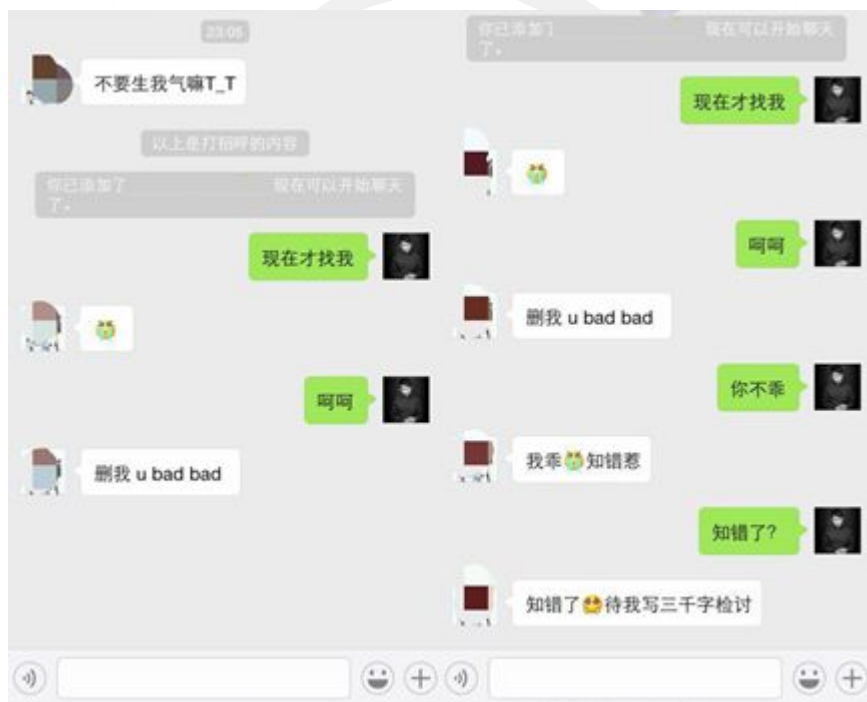 23:05
不要生我气嘛T_T
以上是打招呼的内容
你已添加了 现在可以开始聊天
了。
现在才找我
呵呵
删我 u bad bad
你已添加了 现在可以开始聊天
了。
现在才找我
呵呵
删我 u bad bad
你不乖
我乖知错惹
知错了?
知错了待我写三千字检讨